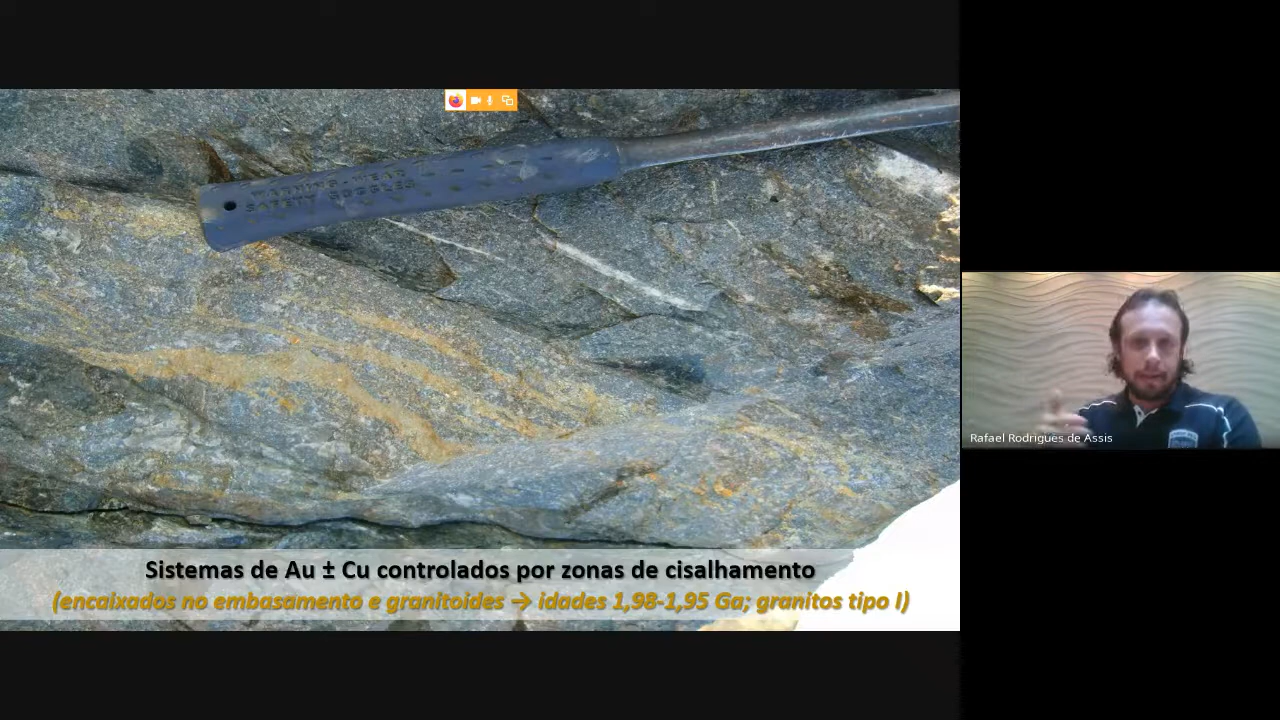 WARNING - WEAR
SAFETY GOGGLES
Rafael Rodrigues de Assis
Sistemas de Au ± Cu controlados por zonas de cisalhamento
(encaixados no embasamento e granitoides → idades 1,98-1,95 Ga; granitos tipo I)